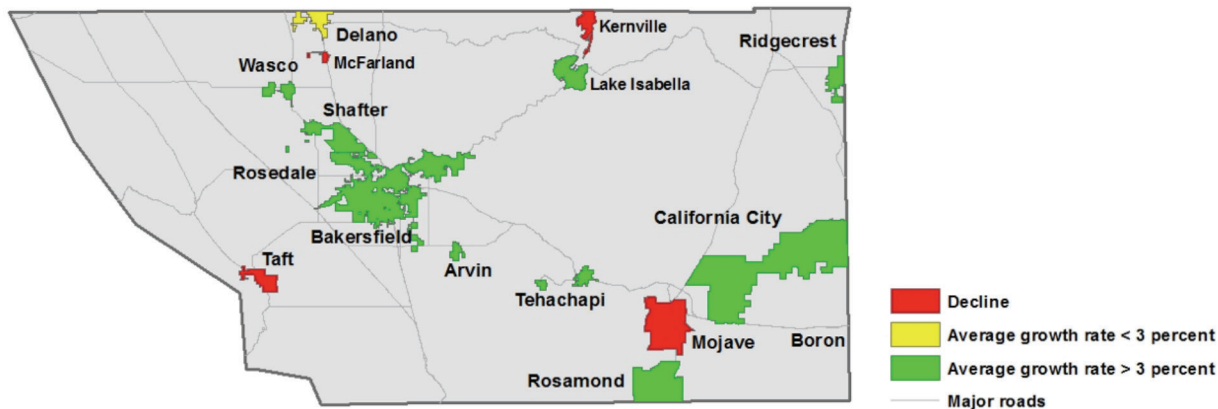 Delano
Kernville
Ridgecrest
McFarland
Wasco
Lake Isabella
Shafter
Rosedale
California City
Bakersfield
Taft
Arvin
Tehachapi
Mojave
Boron
Rosamond
Decline
Average growth rate < 3 percent
Average growth rate > 3 percent
Major roads